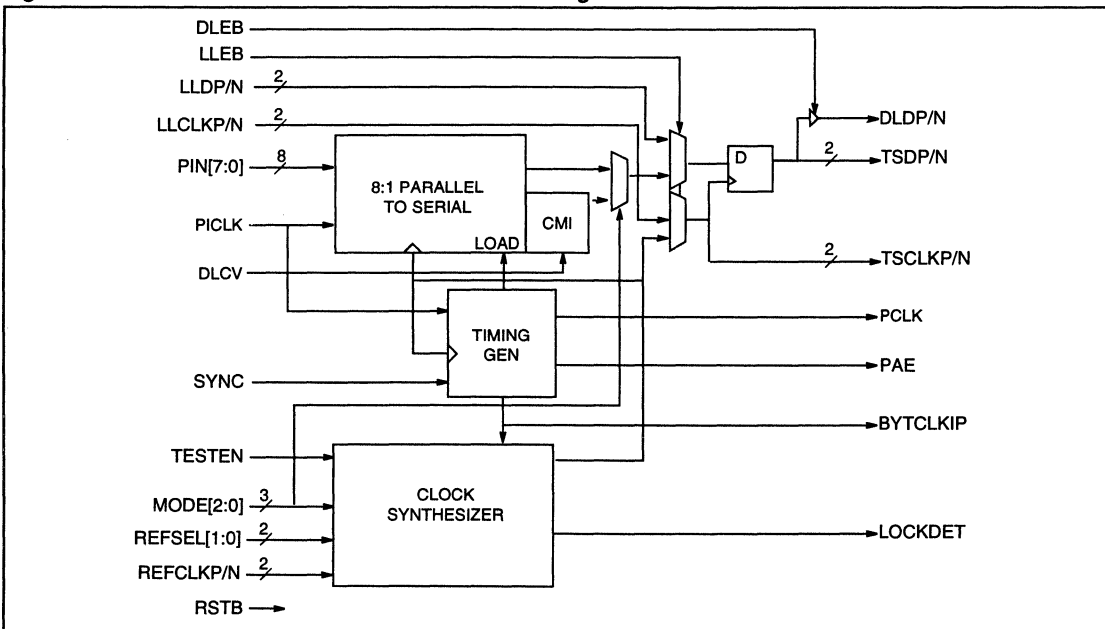 DLEB
LLEB
LLDP/N 2
LLCLKP/N 2
PIN[7:0] 8
PICLK
DLCV
SYNC
TESTEN
MODE[2:0] 3
REFSEL[1:0] 2
REFCLKP/N 2
RSTB
8:1 PARALLEL
TO SERIAL
LOAD
CMI
TIMING
GEN
CLOCK
SYNTHESIZER
D
DLDP/N
2 TSDP/N
2 TSCLKP/N
PCLK
PAE
BYTCLKIP
LOCKDET